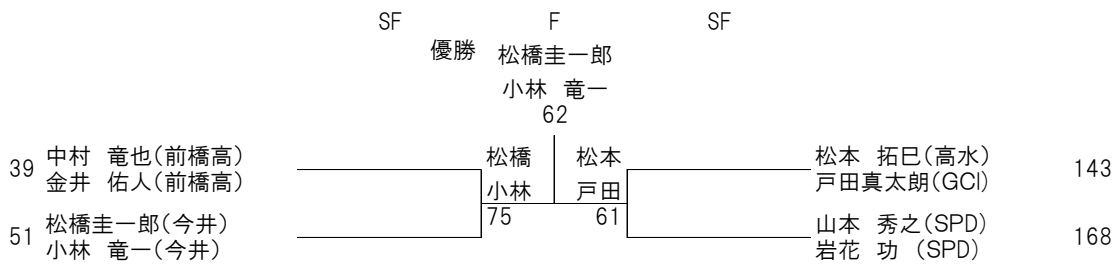 SF F SF
優勝 松橋圭一郎
小林 竜一
62
39 中村 竜也(前橋高)
金井 佑人(前橋高)
51 松橋圭一郎(今井)
小林 竜一(今井)
松橋
小林
75
松本
戸田
61
松本 拓巳(高水) 143
戸田真太朗(GCI)
山本 秀之(SPD) 168
岩花 功 (SPD)